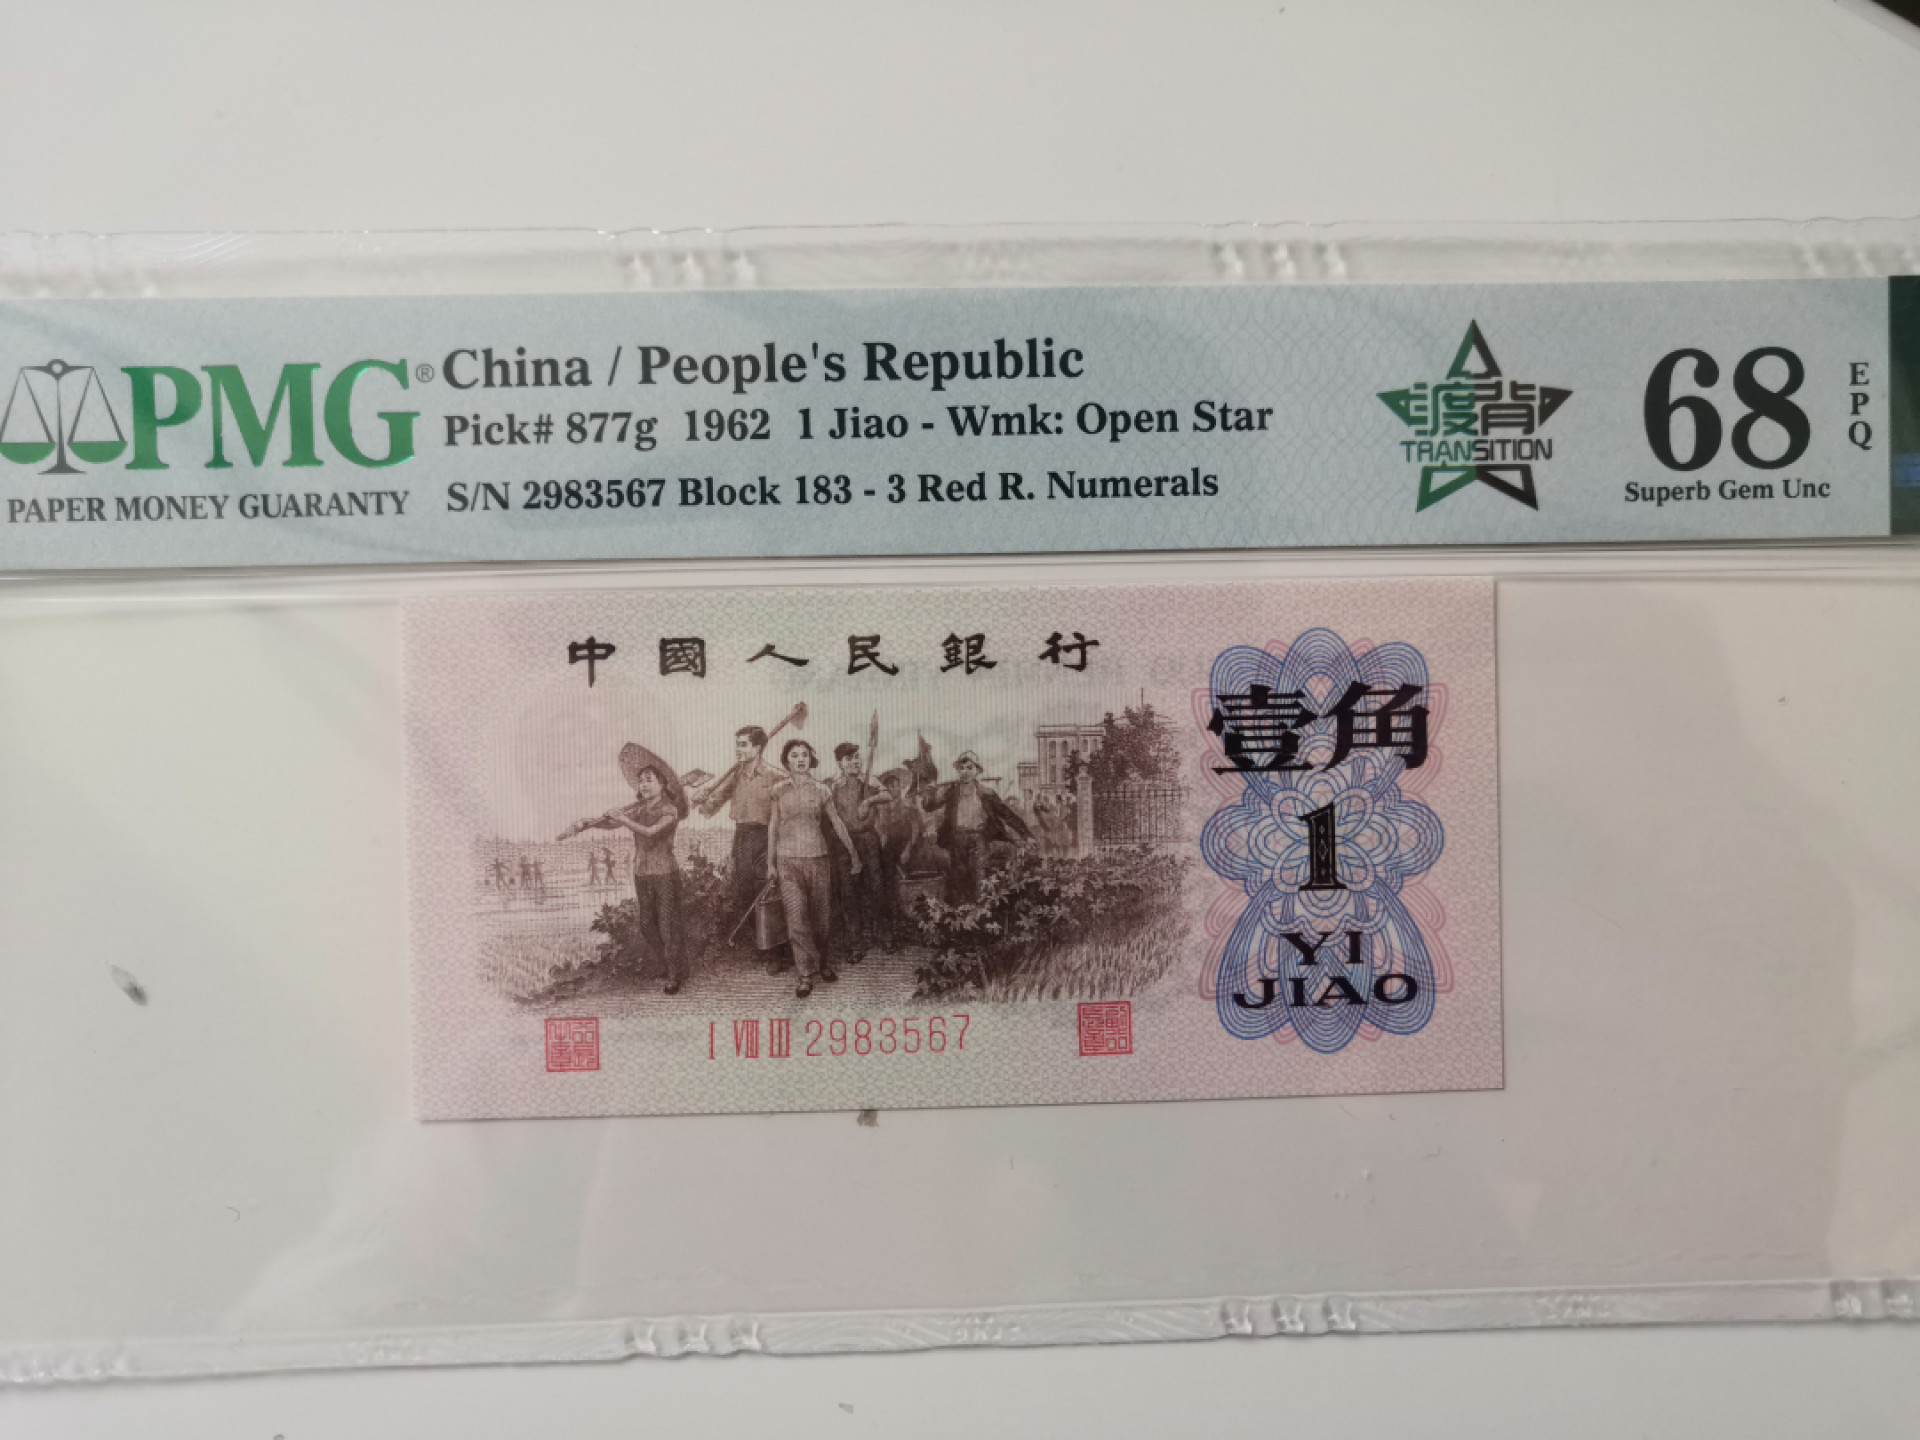 PMG®
PAPER MONEY GUARANTY
China / People's Republic
Pick# 877g 1962 1 Jiao - Wmk: Open Star
S/N 2983567 Block 183 - 3 Red R. Numerals
渡背
TRANSITION
68
EPQ
Superb Gem Unc
中國人民銀行
壹角
1
YI
JIAO
I VIII III 2983567